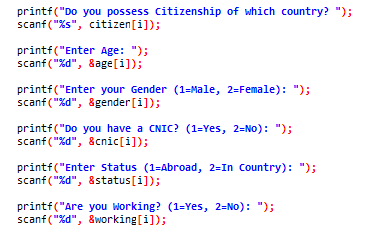 printf("Do you possess Citizenship of which country? ");
scanf("%s", citizen[i]);
printf("Enter Age: ");
scanf("%d", &age[i]);
printf("Enter your Gender (1=Male, 2=Female): ");
scanf("%d", &gender[i]);
printf("Do you have a CNIC? (1=Yes, 2=No): ");
scanf("%d", &cnic[i]);
printf("Enter Status (1=Abroad, 2=In Country): ");
scanf("%d", &status[i]);
printf("Are you Working? (1=Yes, 2=No): ");
scanf("%d", &working[i]);